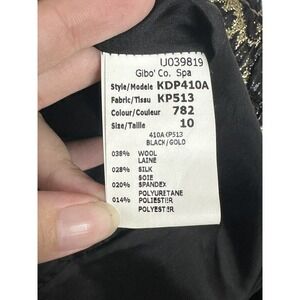 U039819
Gibo' Co. Spa
Style/Modele KDP410A
Fabric/Tissu KP513
Colour/Couleur 782
Size/Taille 10
410A KP513
BLACK/GOLD
038% WOOL
LAINE
028% SILK
SOIE
020% SPANDEX
POLYURETANE
014% POLIESTER
POLYESTER